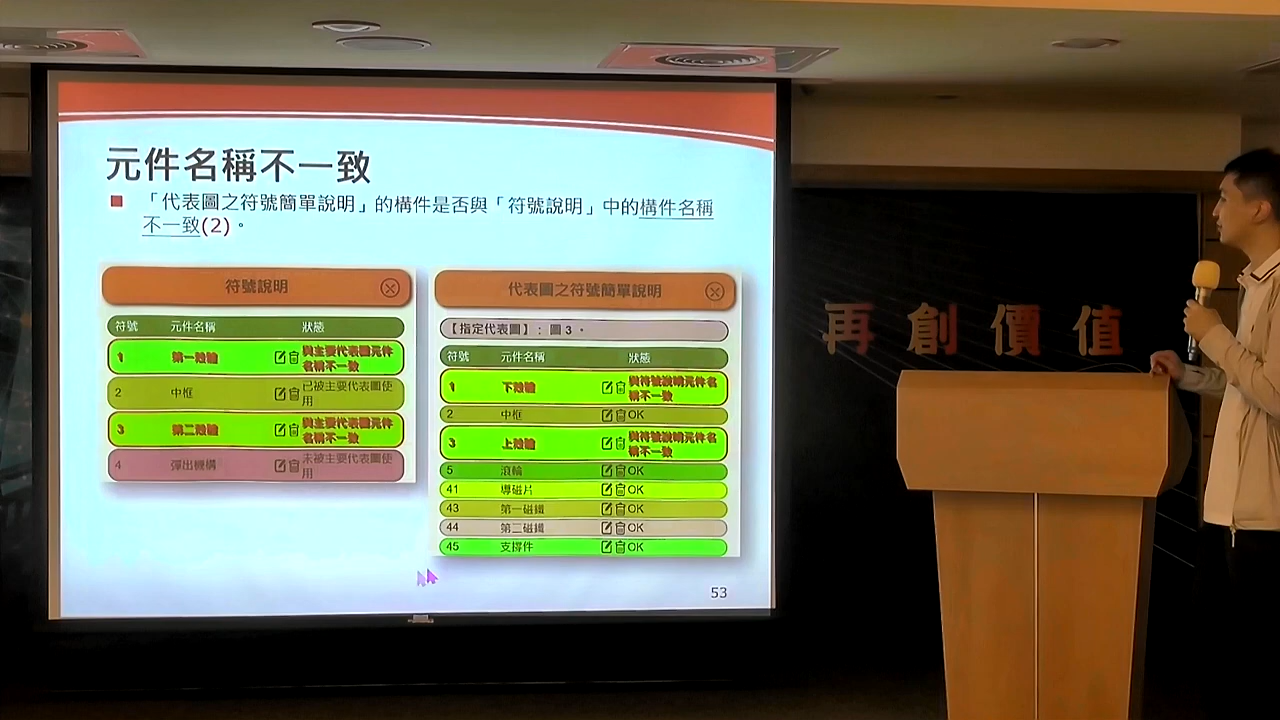 元件名稱不一致
「代表圖之符號簡單說明」的構件是否與「符號說明」中的構件名稱
不一致(2)。
符號說明
符號 元件名稱 狀態
1 第一殼體 與主要代表圖元件
名稱不一致
2 中框 已被主要代表圖使
用
3 第二殼體 與主要代表圖元件
名稱不一致
4 彈出機構 未被主要代表圖使
用
代表圖之符號簡單說明
【指定代表圖】：圖3。
符號 元件名稱 狀態
1 下殼體 與符號說明元件名
稱不一致
2 中框 OK
3 上殼體 與符號說明元件名
稱不一致
5 滾輪 OK
41 導磁片 OK
43 第一磁鐵 OK
44 第二磁鐵 OK
45 支撐件 OK
53
再創價值